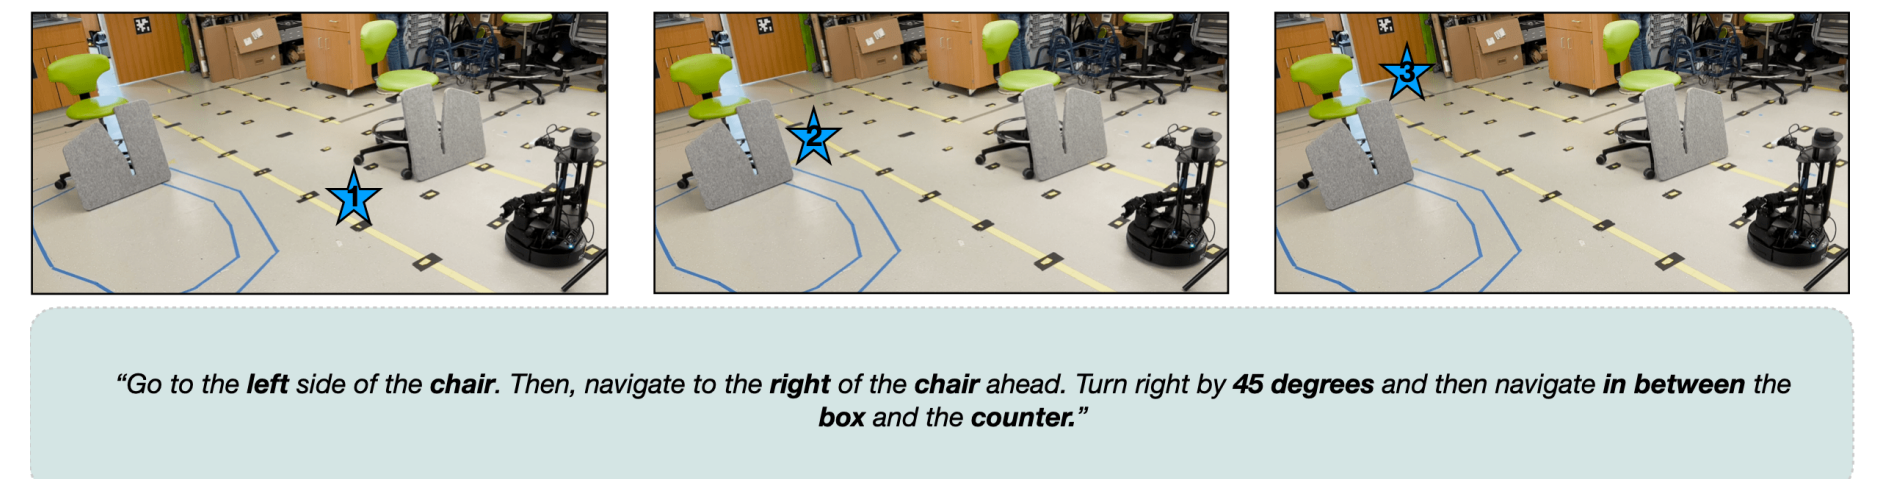 1
2
3
“Go to the left side of the chair. Then, navigate to the right of the chair ahead. Turn right by 45 degrees and then navigate in between the
box and the counter.”